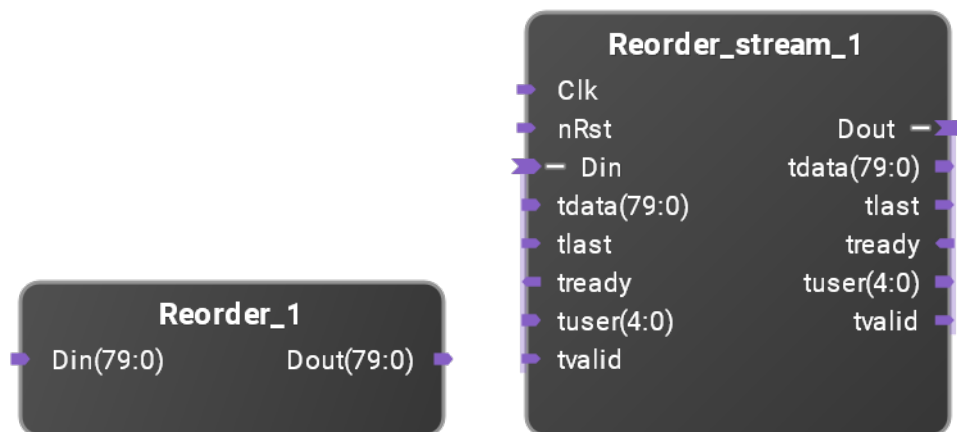 Reorder_1
Din(79:0) Dout(79:0)
Reorder_stream_1
Clk
nRst Dout
Din tdata(79:0)
tdata(79:0) tlast
tlast tready
tready tuser(4:0)
tuser(4:0) tvalid
tvalid